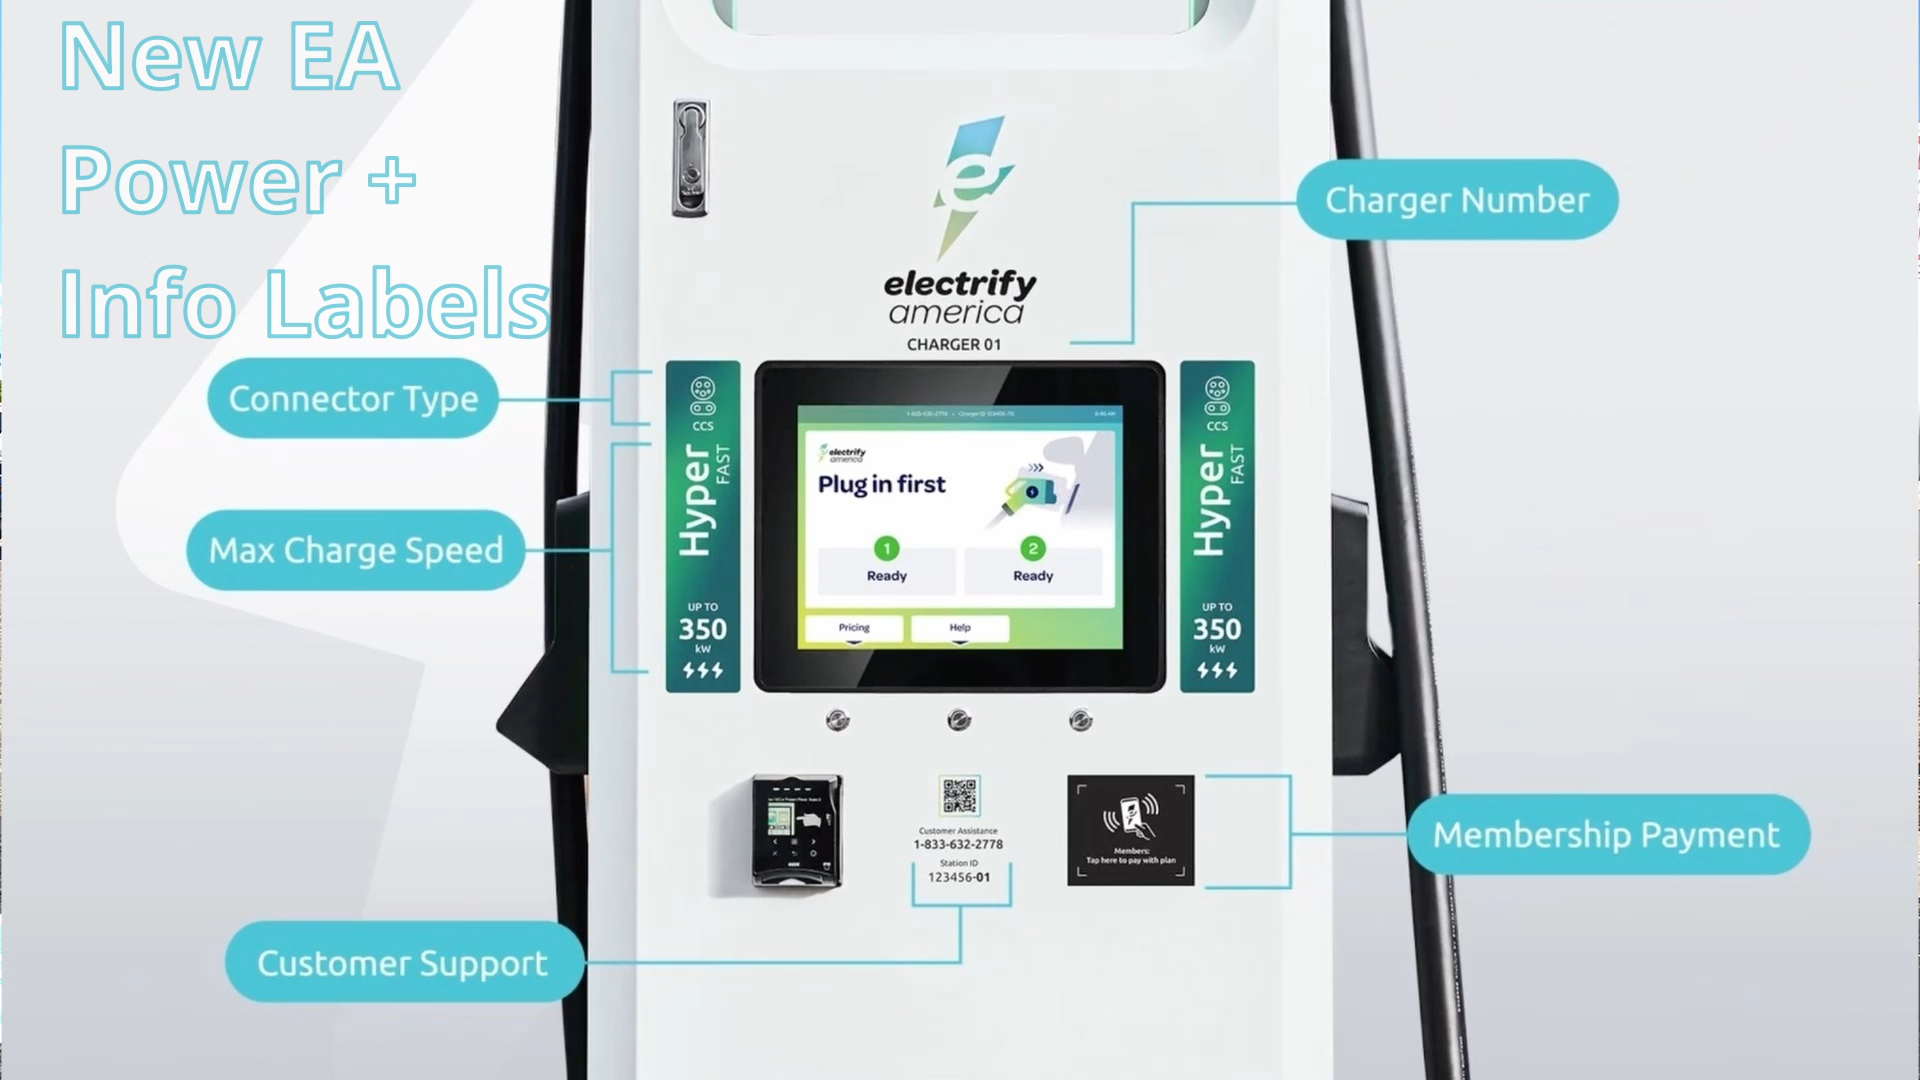 New EA
Power +
Info Labels
electrify
america
CHARGER 01
Charger Number
Connector Type
Max Charge Speed
CCS
Hyper
FAST
UP TO
350
kW
electrify
america
Plug in first
1
Ready
2
Ready
Pricing
Help
CCS
Hyper
FAST
UP TO
350
kW
Customer Assistance
1-833-632-2778
Station ID
123456-01
Members:
Tap here to pay with plan
Membership Payment
Customer Support